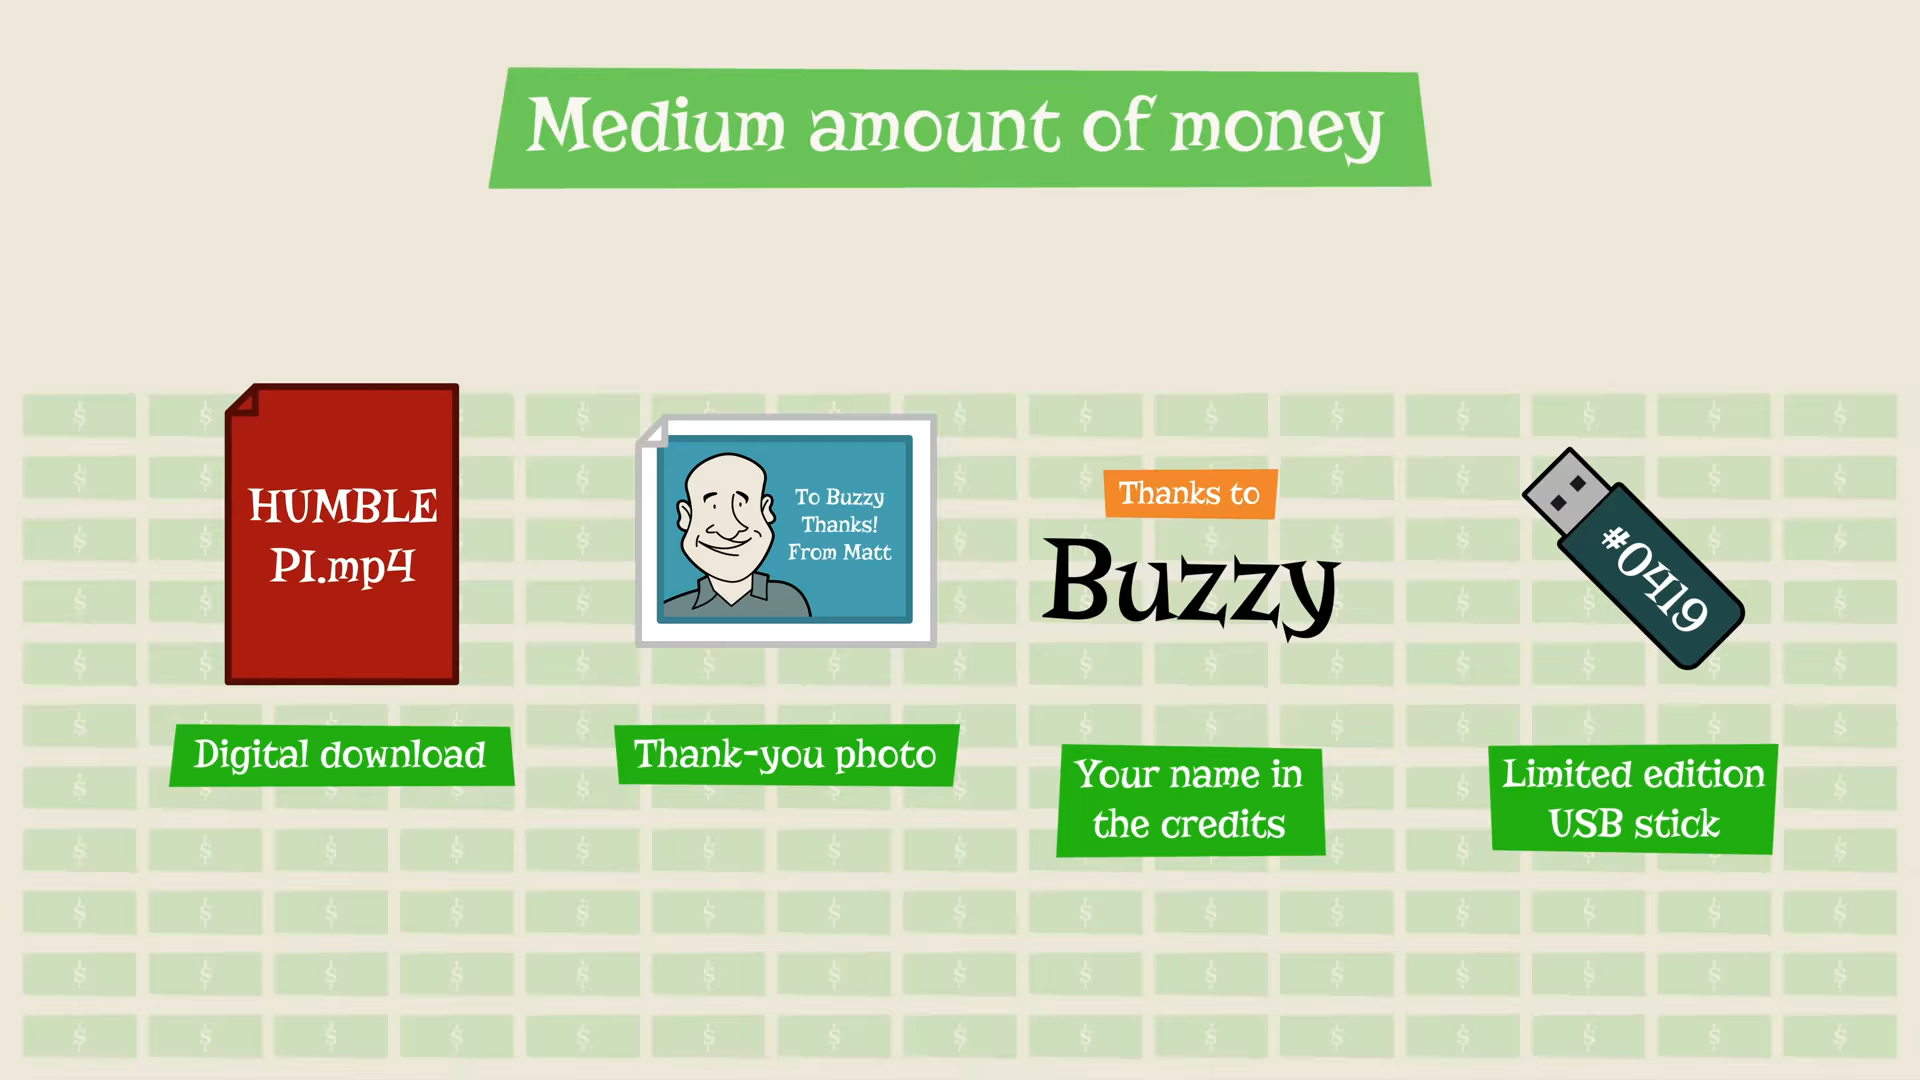 Medium amount of money
HUMBLE
PI.mp4
Digital download
To Buzzy
Thanks!
From Matt
Thank-you photo
Thanks to
Buzzy
Your name in
the credits
#0419
Limited edition
USB stick